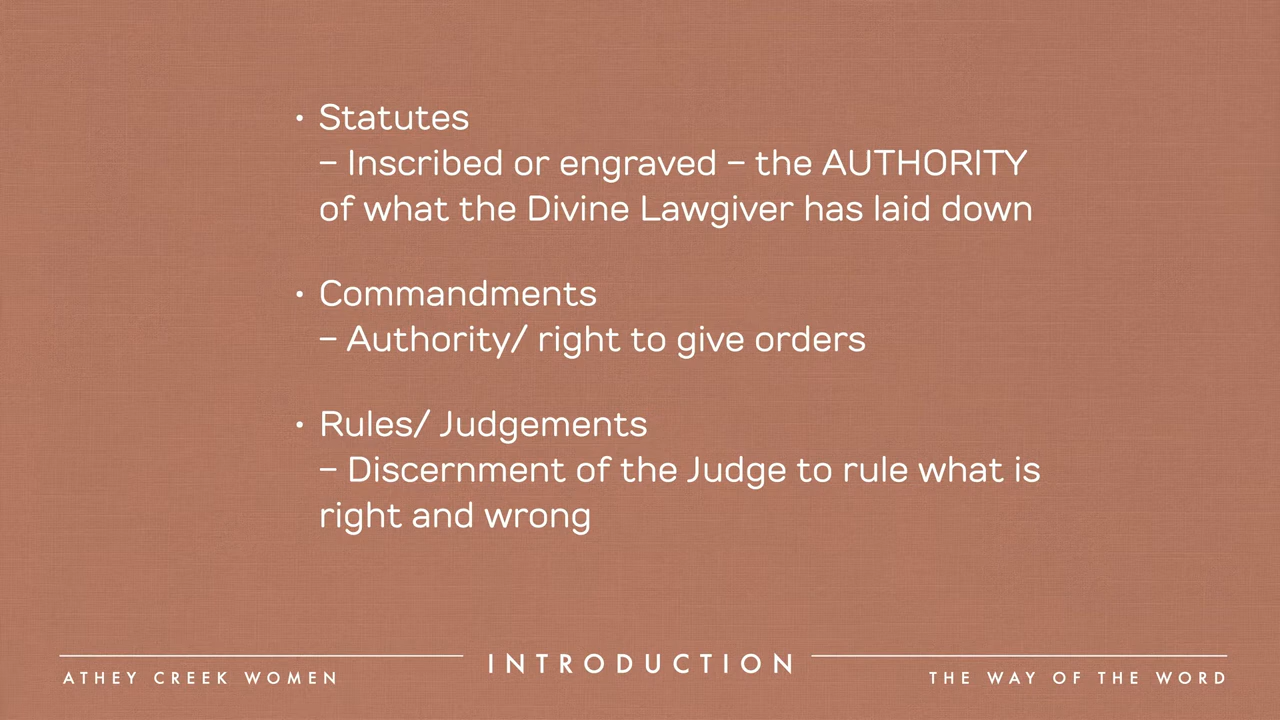 • Statutes
– Inscribed or engraved – the AUTHORITY
of what the Divine Lawgiver has laid down
• Commandments
– Authority/ right to give orders
• Rules/ Judgements
– Discernment of the Judge to rule what is
right and wrong
INTRODUCTION
ATHEY CREEK WOMEN
THE WAY OF THE WORD